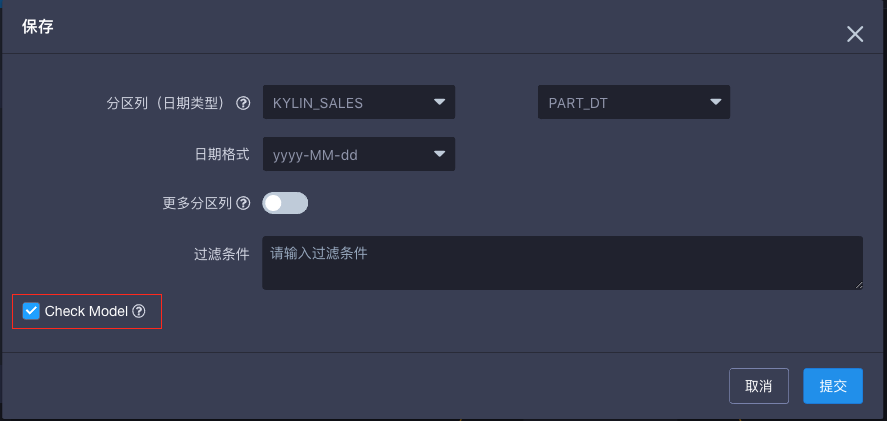 保存
分区列（日期类型） KYLIN_SALES PART_DT
日期格式 yyyy-MM-dd
更多分区列
过滤条件 请输入过滤条件
Check Model
取消 提交